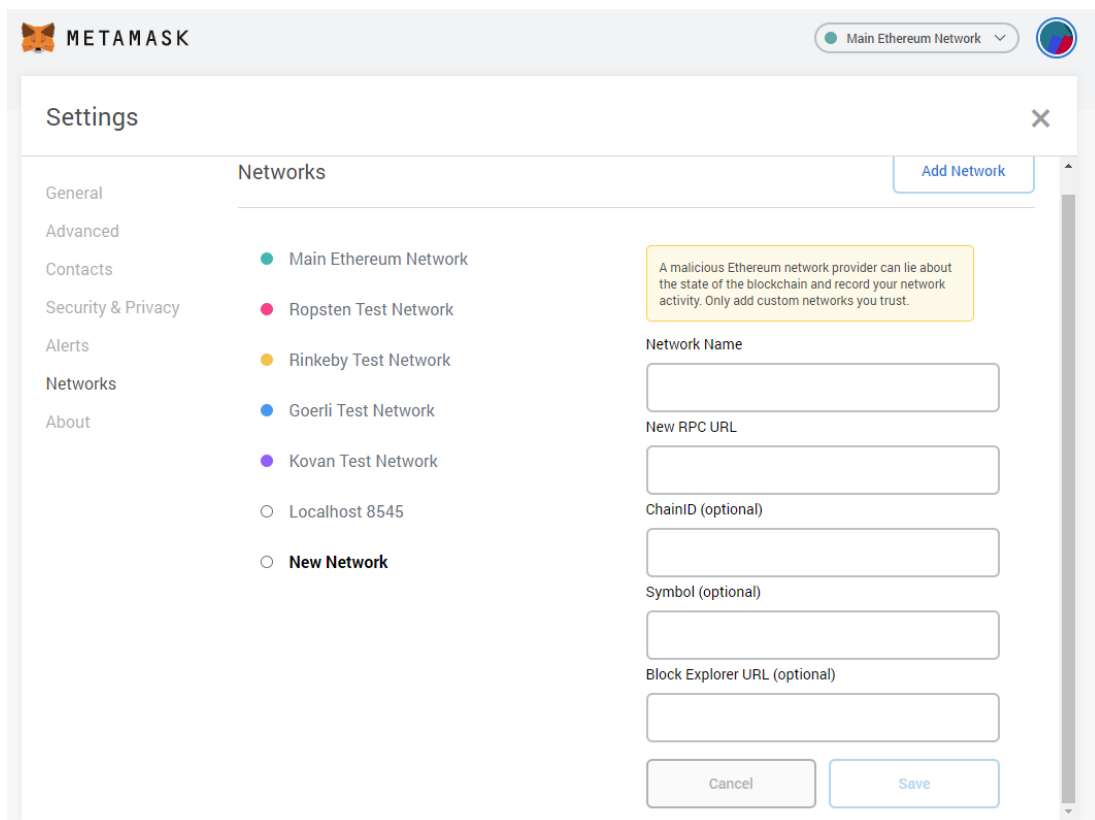 METAMASK
Main Ethereum Network
Settings
General
Advanced
Contacts
Security & Privacy
Alerts
Networks
About
Networks
Add Network
Main Ethereum Network
Ropsten Test Network
Rinkeby Test Network
Goerli Test Network
Kovan Test Network
Localhost 8545
New Network
A malicious Ethereum network provider can lie about
the state of the blockchain and record your network
activity. Only add custom networks you trust.
Network Name
New RPC URL
ChainID (optional)
Symbol (optional)
Block Explorer URL (optional)
Cancel
Save